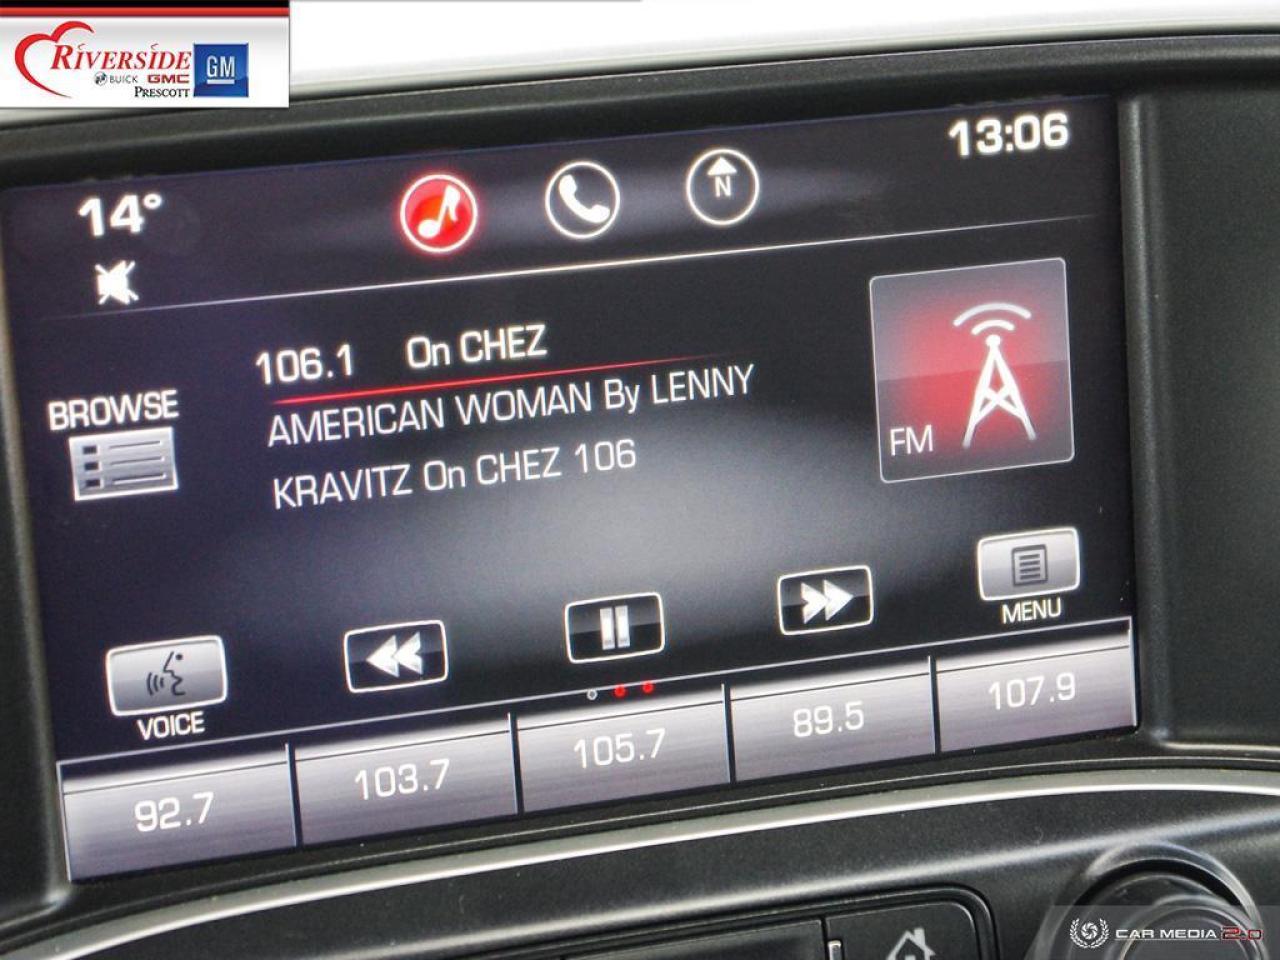 RIVERSIDE
BUICK GMC
GM
PRESCOTT
14°
N
13:06
106.1 On CHEZ
AMERICAN WOMAN By LENNY
KRAVITZ On CHEZ 106
BROWSE
FM
VOICE
MENU
92.7
103.7
105.7
89.5
107.9
CAR MEDIA 2.0